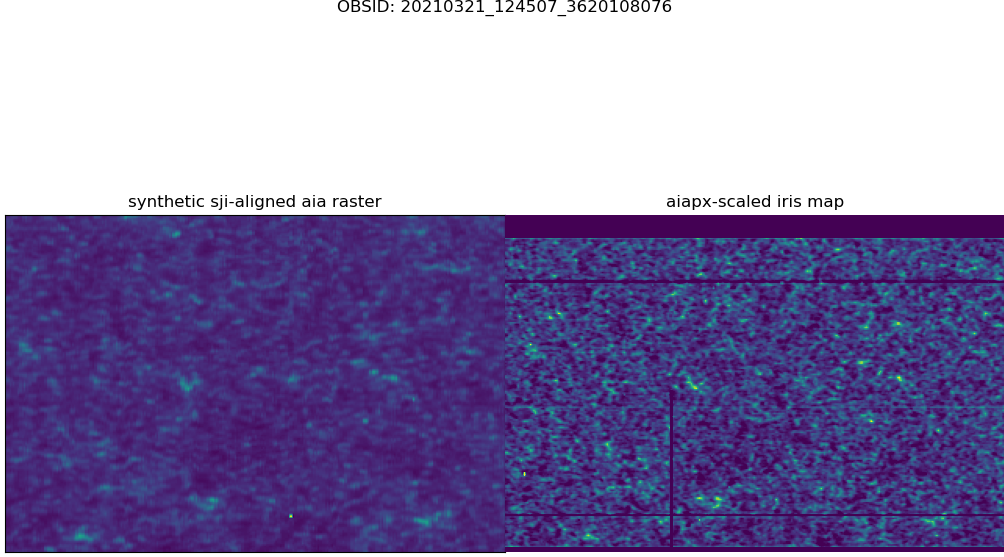 OBSID: 20210321_124507_3620108076
synthetic sji-aligned aia raster
aiapx-scaled iris map